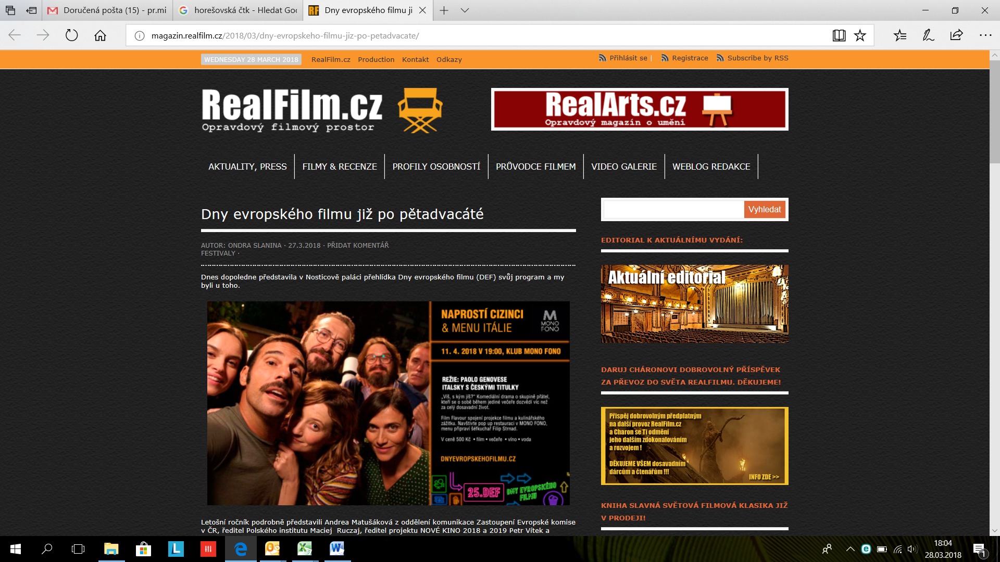 Doručená pošta (15) - pr.mi
horešovská čtk - Hledat Goo
Dny evropského filmu ji
magazin.realfilm.cz/2018/03/dny-evropskeho-filmu-jiz-po-petadvacate/
WEDNESDAY 28 MARCH 2018
RealFilm.cz Production Kontakt Odkazy
Přihlásit se | Registrace Subscribe by RSS
RealFilm.cz
Opravdový filmový prostor
RealArts.cz
Opravdový magazín o umění
AKTUALITY, PRESS
FILMY & RECENZE
PROFILY OSOBNOSTÍ
PRŮVODCE FILMEM
VIDEO GALERIE
WEBLOG REDAKCE
Dny evropského filmu již po pětadvacáté
AUTOR: ONDRA SLANINA · 27.3.2018 · PŘIDAT KOMENTÁŘ
FESTIVALY ·
Dnes dopoledne představila v Nosticově paláci přehlídka Dny evropského filmu (DEF) svůj program a my
byli u toho.
NAPROSTÍ CIZINCI
& MENU ITÁLIE
M
MONO
FONO
11. 4. 2018 V 19:00, KLUB MONO FONO
REŽIE: PAOLO GENOVESE
ITALSKY S ČESKÝMI TITULKY
„Víš, s kým jíš?“ Komediální drama o skupině přátel,
kteří se o sobě během jediné večeře dozvědí víc než
za celý dosavadní život.
Film Flavour spojení projekce filmu a kulinářského
zážitku. Navštivte pop up restauraci v MONO FONO,
menu připraví šéfkuchař Filip Strnad.
V ceně 500 Kč • film • večeře • víno • voda
DNYEVROPSKEHOFILMU.CZ
25.DEF
DNY EVROPSKÉHO
FILMU
Letošní ročník podrobně představili Andrea Matušáková z oddělení komunikace Zastoupení Evropské komise
v ČR, ředitel Polského institutu Maciej Ruczaj, ředitel projektu NOVÉ KINO 2018 a 2019 Petr Vítek a
Vyhledat
EDITORIAL K AKTUÁLNÍMU VYDÁNÍ:
Aktuální editorial
DARUJ CHÁRONOVI DOBROVOLNÝ PŘÍSPĚVEK
ZA PŘEVOZ DO SVĚTA REALFILMU. DĚKUJEME!
Přispěj dobrovolným předplatným
na další provoz RealFilm.cz
a Charon se Ti odmění
jeho dalším zdokonalováním
a rozvojem !
DĚKUJEME VŠEM dosavadním
dárcům a čtenářům !!!
INFO ZDE >>
KNIHA SLAVNÁ SVĚTOVÁ FILMOVÁ KLASIKA JIŽ
V PRODEJI!
18:04
28.03.2018
1